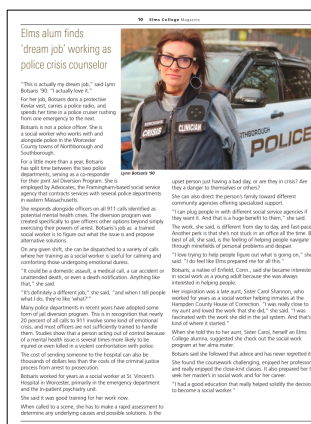 10   Elms College Magazine
Elms alum finds
'dream job' working as
police crisis counselor
"This is actually my dream job," said Lynn
Botsaris '90. "I actually love it."
For her job, Botsaris dons a protective
Kevlar vest, carries a police radio, and
spends her time in a police cruiser rushing
from one emergency to the next.
Botsaris is not a police officer. She is
a social worker who works with and
alongside police in the Worcester
County towns of Northborough and
Southborough.
For a little more than a year, Botsaris
has split time between the two police
departments, serving as a co-responder
for their joint Jail Diversion Program. She is
employed by Advocates, the Framingham-based social service
agency that contracts services with several police departments
in eastern Massachusetts.
She responds alongside officers on all 911 calls identified as
potential mental health crises. The diversion program was
created specifically to give officers other options beyond simply
exercising their powers of arrest. Botsaris's job as a trained
social worker is to figure out what the issue is and propose
alternative solutions.
On any given shift, she can be dispatched to a variety of calls
where her training as a social worker is useful for calming and
comforting those undergoing emotional duress.
"It could be a domestic assault, a medical call, a car accident or
unattended death, or even a death notification. Anything like
that," she said.
"It's definitely a different job," she said, "and when I tell people
what I do, they're like 'what?'"
Many police departments in recent years have adopted some
form of jail diversion program. This is in recognition that nearly
20 percent of all calls to 911 involve some kind of emotional
crisis, and most officers are not sufficiently trained to handle
them. Studies show that a person acting out of control because
of a mental health issue is several times more likely to be
injured or even killed in a violent confrontation with police.
The cost of sending someone to the hospital can also be
thousands of dollars less than the costs of the criminal justice
process from arrest to prosecution.
Botsaris worked for years as a social worker at St. Vincent's
Hospital in Worcester, primarily in the emergency department
and the in-patient psychiatry unit.
She said it was good training for her work now.
When called to a scene, she has to make a rapid assessment to
determine any underlying causes and possible solutions. Is the
CRISIS
CLINICIAN
THBOROUGH
POLICE
Lynn Botsaris '90
upset person just having a bad day, or are they in crisis? Are
they a danger to themselves or others?
She can also direct the person's family toward different
community agencies offering specialized support.
"I can plug people in with different social service agencies if
they want it. And that is a huge benefit to them," she said.
The work, she said, is different from day to day, and fast-pace
Another perk is that she's not stuck in an office all the time. B
best of all, she said, is the feeling of helping people navigate
through minefields of personal problems and despair.
"I love trying to help people figure out what is going on," she
said. "I do feel like Elms prepared me for all this."
Botsaris, a native of Enfield, Conn., said she became interested
in social work as a young adult because she was always
interested in helping people.
Her inspiration was a late aunt, Sister Carol Shannon, who
worked for years as a social worker helping inmates at the
Hampden County House of Correction. "I was really close to
my aunt and loved the work that she did," she said. "I was
fascinated with the work she did in the jail system. And that's
kind of where it started."
When she told this to her aunt, Sister Carol, herself an Elms
College alumna, suggested she check out the social work
program at her alma mater.
Botsaris said she followed that advice and has never regretted it
She found the coursework challenging, enjoyed her professor
and really enjoyed the close-knit classes. It also prepared her t
seek her master's in social work and for her career.
"I had a good education that really helped solidify the decisio
to become a social worker."